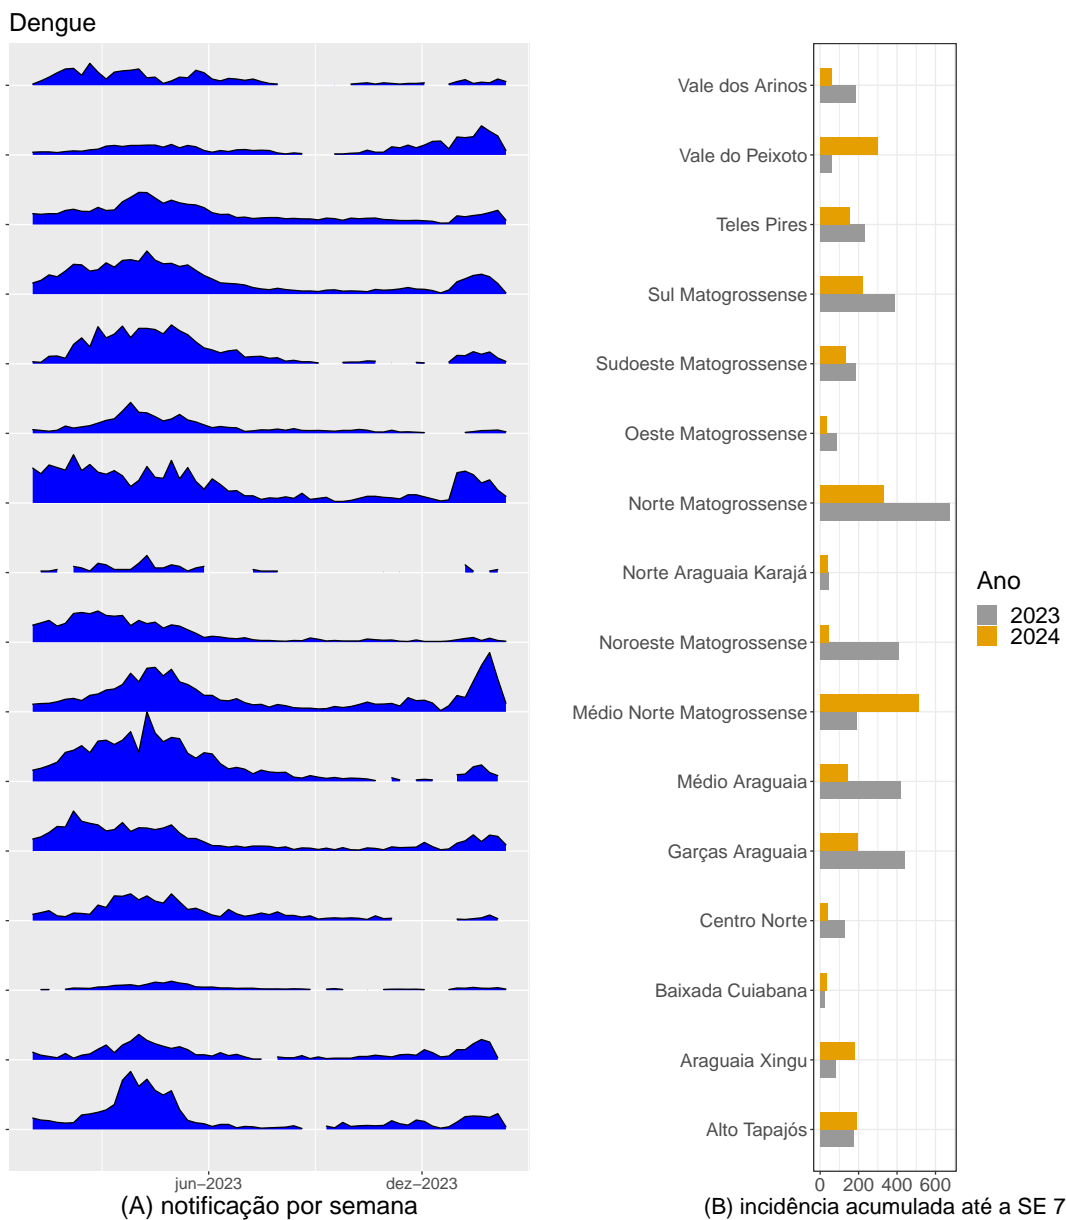 Dengue
Vale dos Arinos
Vale do Peixoto
Teles Pires
Sul Matogrossense
Sudoeste Matogrossense
Oeste Matogrossense
Norte Matogrossense
Norte Araguaia Karajá
Noroeste Matogrossense
Médio Norte Matogrossense
Médio Araguaia
Garças Araguaia
Centro Norte
Baixada Cuiabana
Araguaia Xingu
Alto Tapajós
Ano
2023
2024
jun–2023 dez–2023
0 200 400 600
(A) notificação por semana
(B) incidência acumulada até a SE 7